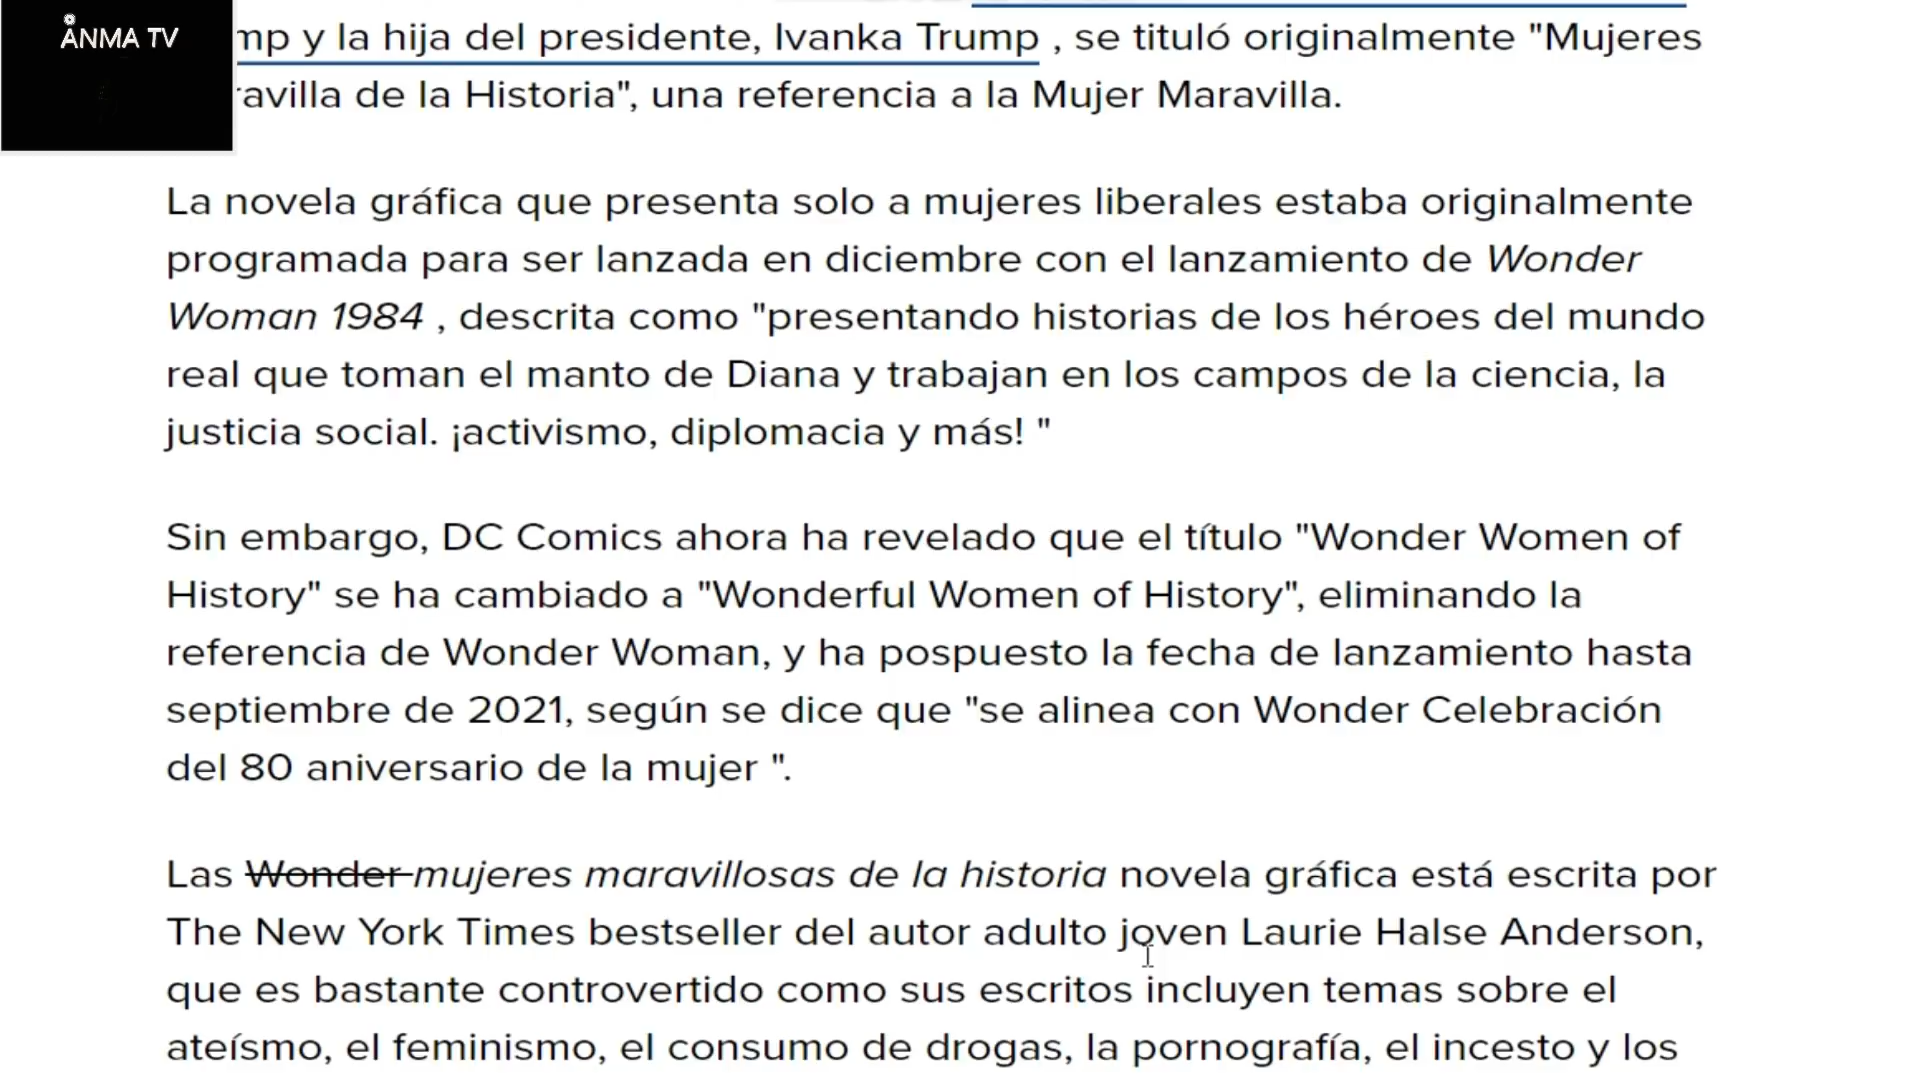 ANMA TV
mp y la hija del presidente, Ivanka Trump , se tituló originalmente "Mujeres
avilla de la Historia", una referencia a la Mujer Maravilla.
La novela gráfica que presenta solo a mujeres liberales estaba originalmente
programada para ser lanzada en diciembre con el lanzamiento de Wonder
Woman 1984 , descrita como "presentando historias de los héroes del mundo
real que toman el manto de Diana y trabajan en los campos de la ciencia, la
justicia social. ¡activismo, diplomacia y más! "
Sin embargo, DC Comics ahora ha revelado que el título "Wonder Women of
History" se ha cambiado a "Wonderful Women of History", eliminando la
referencia de Wonder Woman, y ha pospuesto la fecha de lanzamiento hasta
septiembre de 2021, según se dice que "se alinea con Wonder Celebración
del 80 aniversario de la mujer ".
Las Wonder mujeres maravillosas de la historia novela gráfica está escrita por
The New York Times bestseller del autor adulto joven Laurie Halse Anderson,
que es bastante controvertido como sus escritos incluyen temas sobre el
ateísmo, el feminismo, el consumo de drogas, la pornografía, el incesto y los